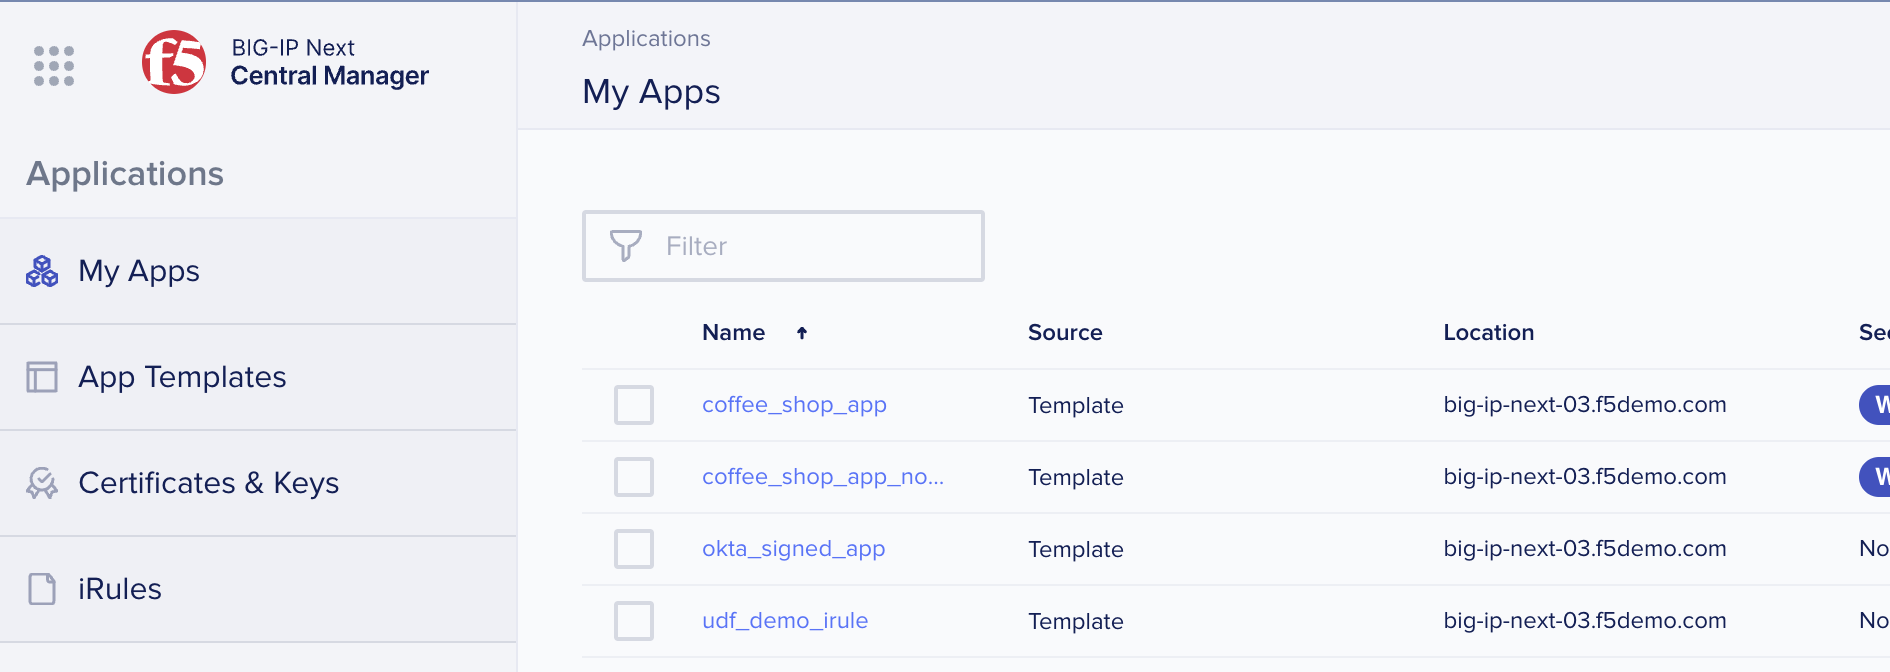 f5
BIG-IP Next
Central Manager
Applications
My Apps
App Templates
Certificates & Keys
iRules
Applications
My Apps
Filter
Name Source Location
coffee_shop_app Template big-ip-next-03.f5demo.com
coffee_shop_app_no... Template big-ip-next-03.f5demo.com
okta_signed_app Template big-ip-next-03.f5demo.com No
udf_demo_irule Template big-ip-next-03.f5demo.com No